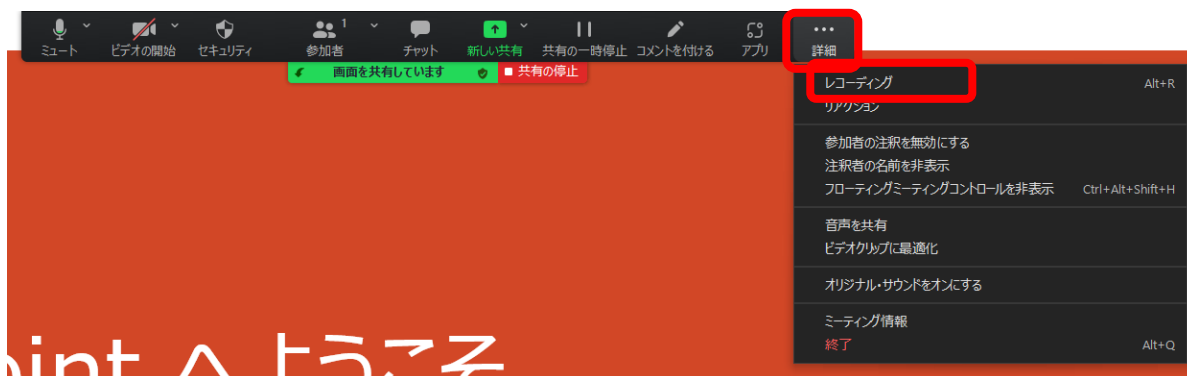 1
ミュート ビデオの開始 セキュリティ 参加者 チャット 新しい共有 共有の一時停止 コメントを付ける アプリ 詳細
画面を共有しています 共有の停止
レコーディング Alt+R
リアクション
参加者の注釈を無効にする
注釈者の名前を非表示
フローティングミーティングコントロールを非表示 Ctrl+Alt+Shift+H
音声を共有
ビデオクリップに最適化
オリジナル・サウンドをオンにする
ミーティング情報
終了 Alt+Q
oint へようこそ